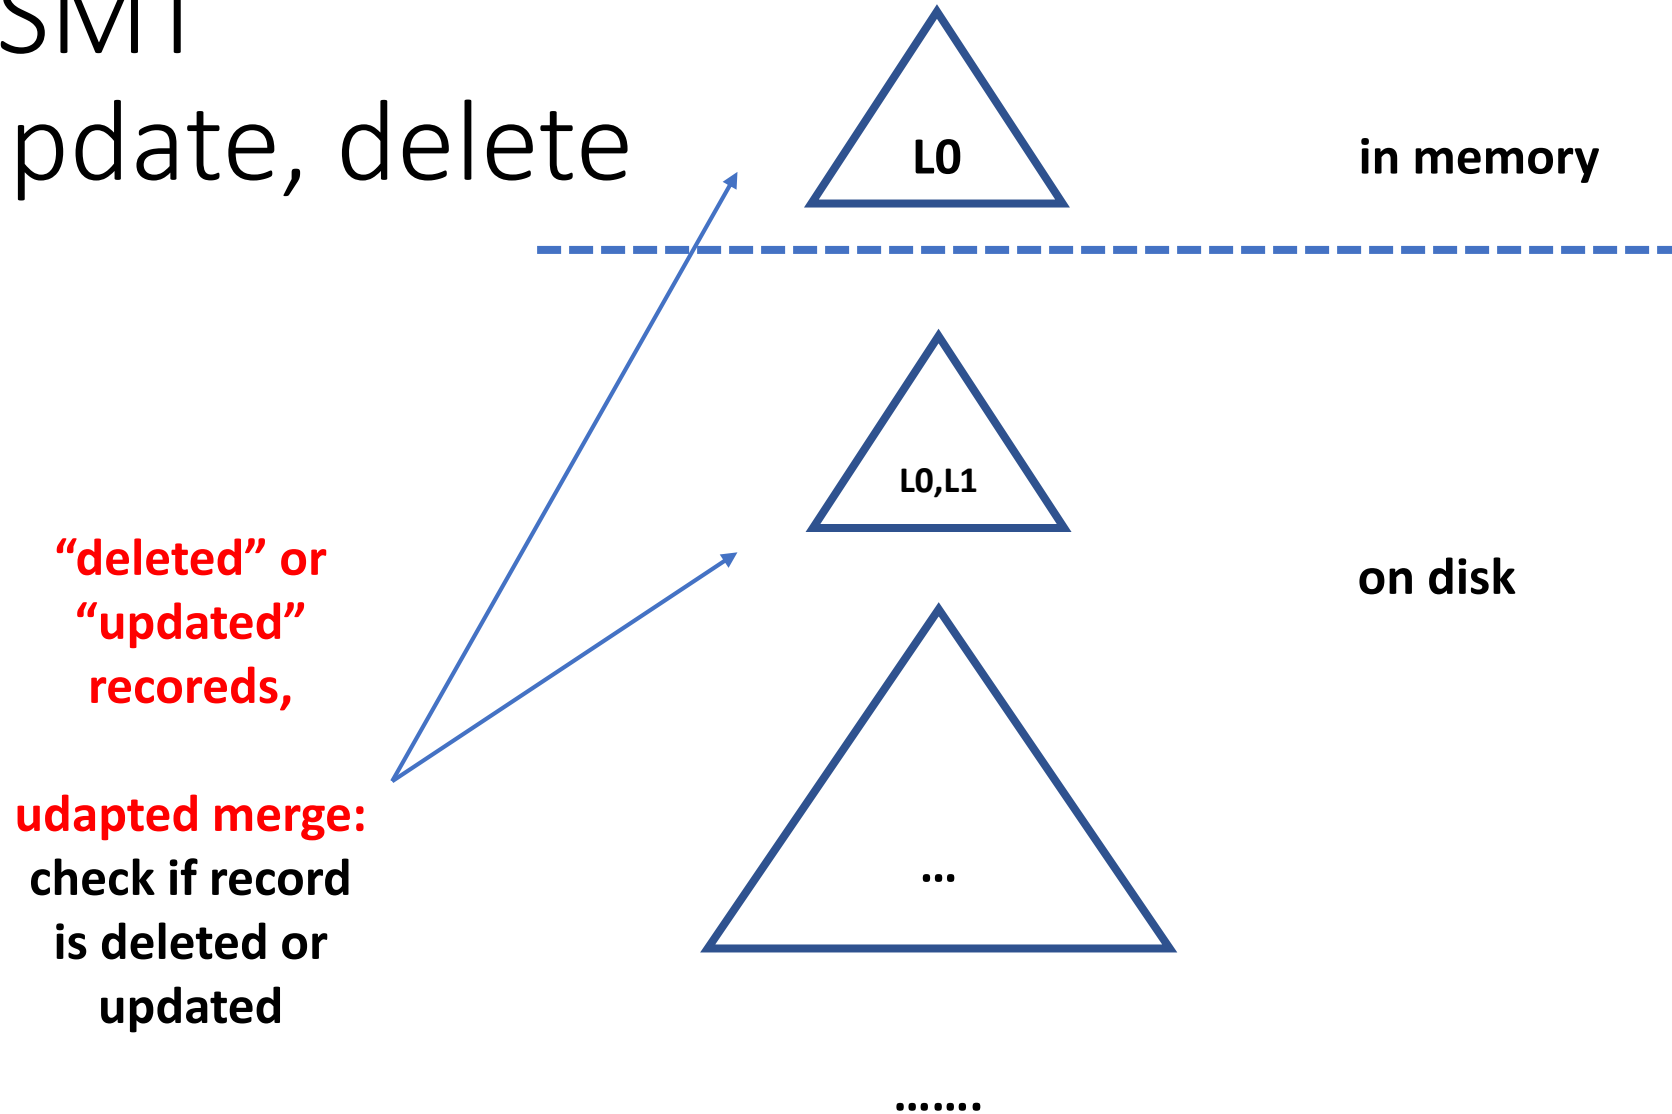 SMT
pdate, delete
L0
in memory
L0,L1
on disk
“deleted” or
“updated”
recoreds,
udapted merge:
check if record
is deleted or
updated
...
.......